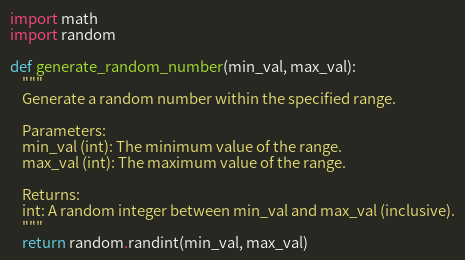 import math
import random

def generate_random_number(min_val, max_val):
    """
    Generate a random number within the specified range.

    Parameters:
    min_val (int): The minimum value of the range.
    max_val (int): The maximum value of the range.

    Returns:
    int: A random integer between min_val and max_val (inclusive).
    """
    return random.randint(min_val, max_val)